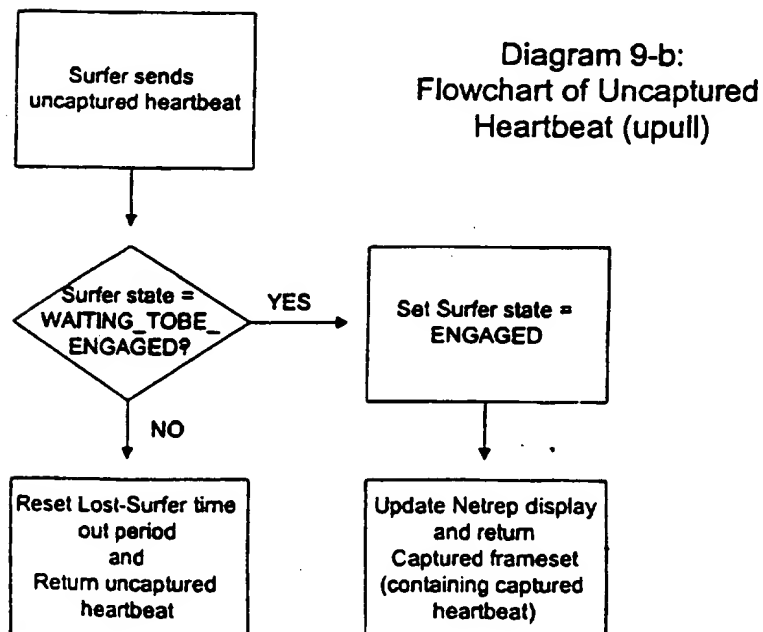 Diagram 9-b:
Flowchart of Uncaptured
Heartbeat (upull)
Surfer sends
uncaptured heartbeat
Surfer state =
WAITING_TOBE_
ENGAGED?
YES
Set Surfer state =
ENGAGED
NO
Reset Lost-Surfer time
out period
and
Return uncaptured
heartbeat
Update Netrep display
and return
Captured frameset
(containing captured
heartbeat)